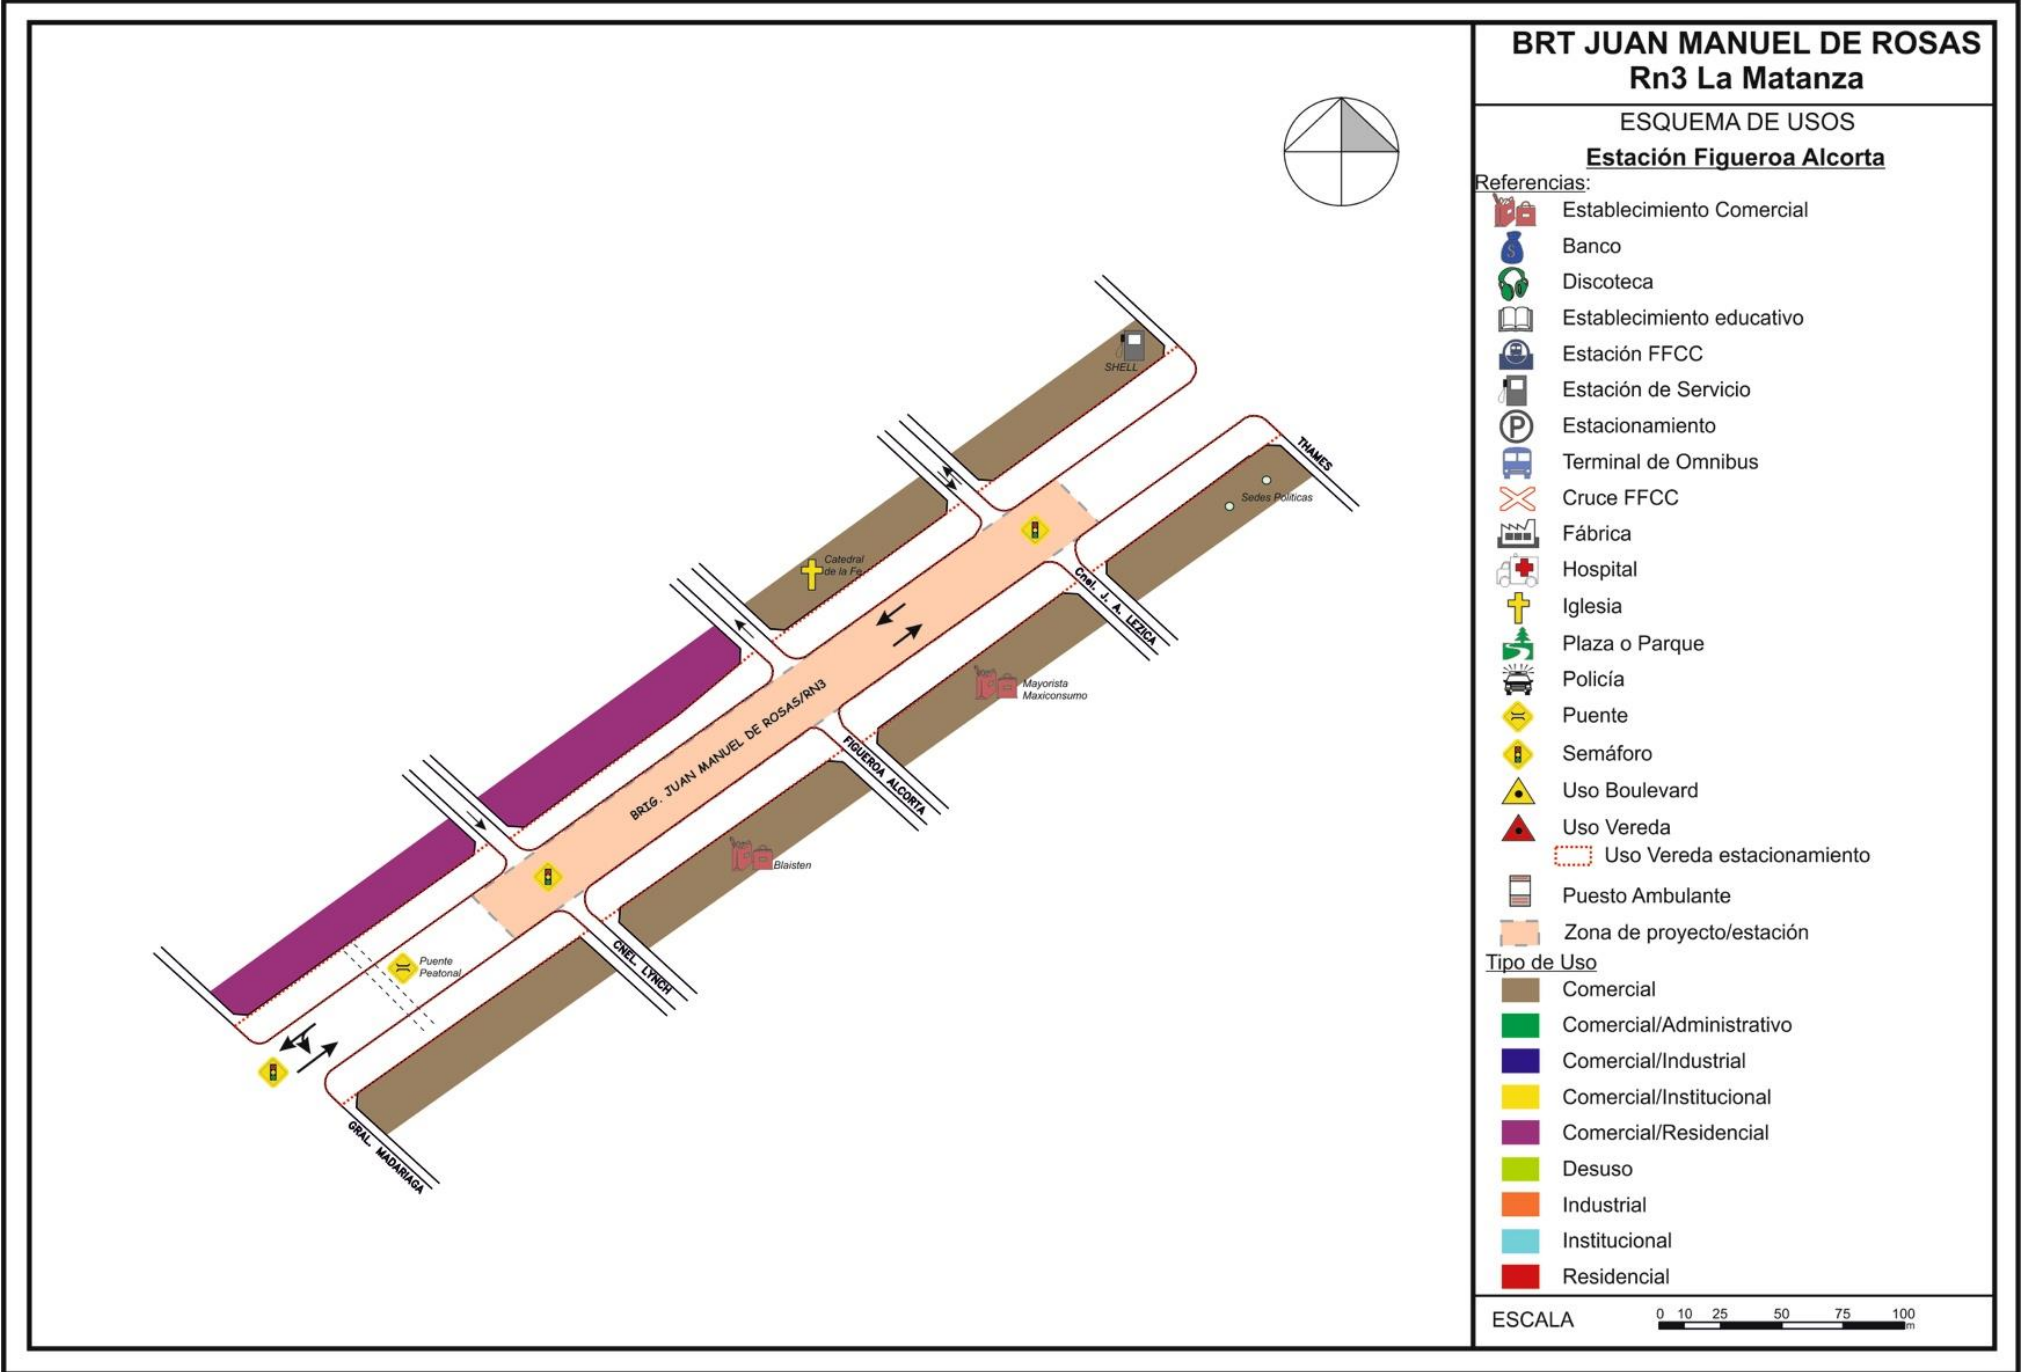 BRT JUAN MANUEL DE ROSAS
Rn3 La Matanza
ESQUEMA DE USOS
Estación Figueroa Alcorta
Referencias:
Establecimiento Comercial
Banco
Discoteca
Establecimiento educativo
Estación FFCC
Estación de Servicio
Estacionamiento
Terminal de Omnibus
Cruce FFCC
Fábrica
Hospital
Iglesia
Plaza o Parque
Policía
Puente
Semáforo
Uso Boulevard
Uso Vereda
Uso Vereda estacionamiento
Puesto Ambulante
Zona de proyecto/estación
Tipo de Uso
Comercial
Comercial/Administrativo
Comercial/Industrial
Comercial/Institucional
Comercial/Residencial
Desuso
Industrial
Institucional
Residencial
ESCALA
0 10 25 50 75 100
m
SHELL
THAMES
Sedes Políticas
Catedral
de la Fe
Cnel. J. A. LEZICA
Mayorista
Maxiconsumo
BRIG. JUAN MANUEL DE ROSAS/RN3
FIGUEROA ALCORTA
Blaisten
CNEL. LYNCH
Puente
Peatonal
GRAL. MADARIAGA
P
$